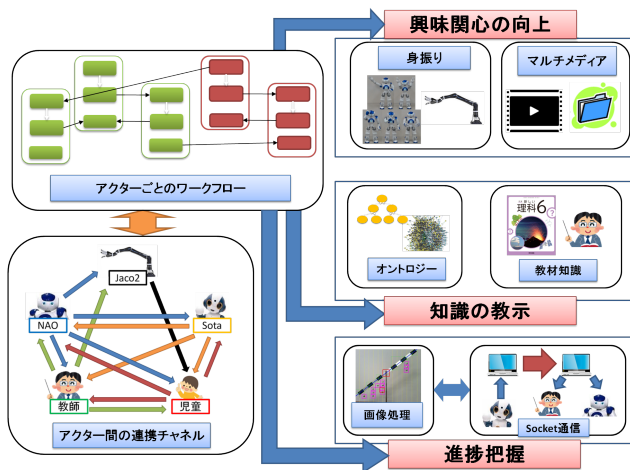 興味関心の向上
身振り
マルチメディア
アクターごとのワークフロー
Jaco2
NAO
Sota
教師
児童
アクター間の連携チャネル
オントロジー
理科6
教材知識
知識の教示
画像処理
Socket通信
進捗把握